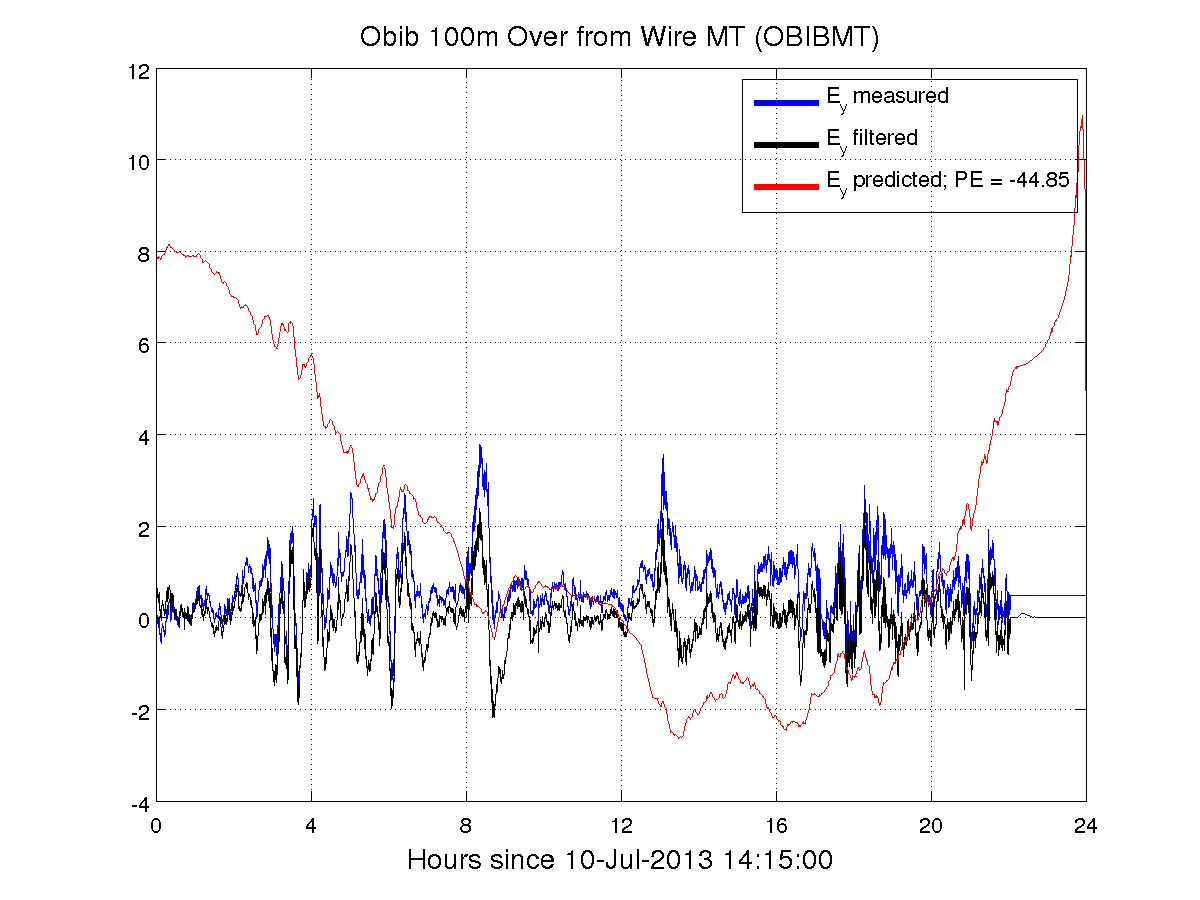 Obib 100m Over from Wire MT (OBIBMT)
12
10
8
6
4
2
0
-2
-4
E_y measured
E_y filtered
E_y predicted; PE = -44.85
0 4 8 12 16 20 24
Hours since 10-Jul-2013 14:15:00